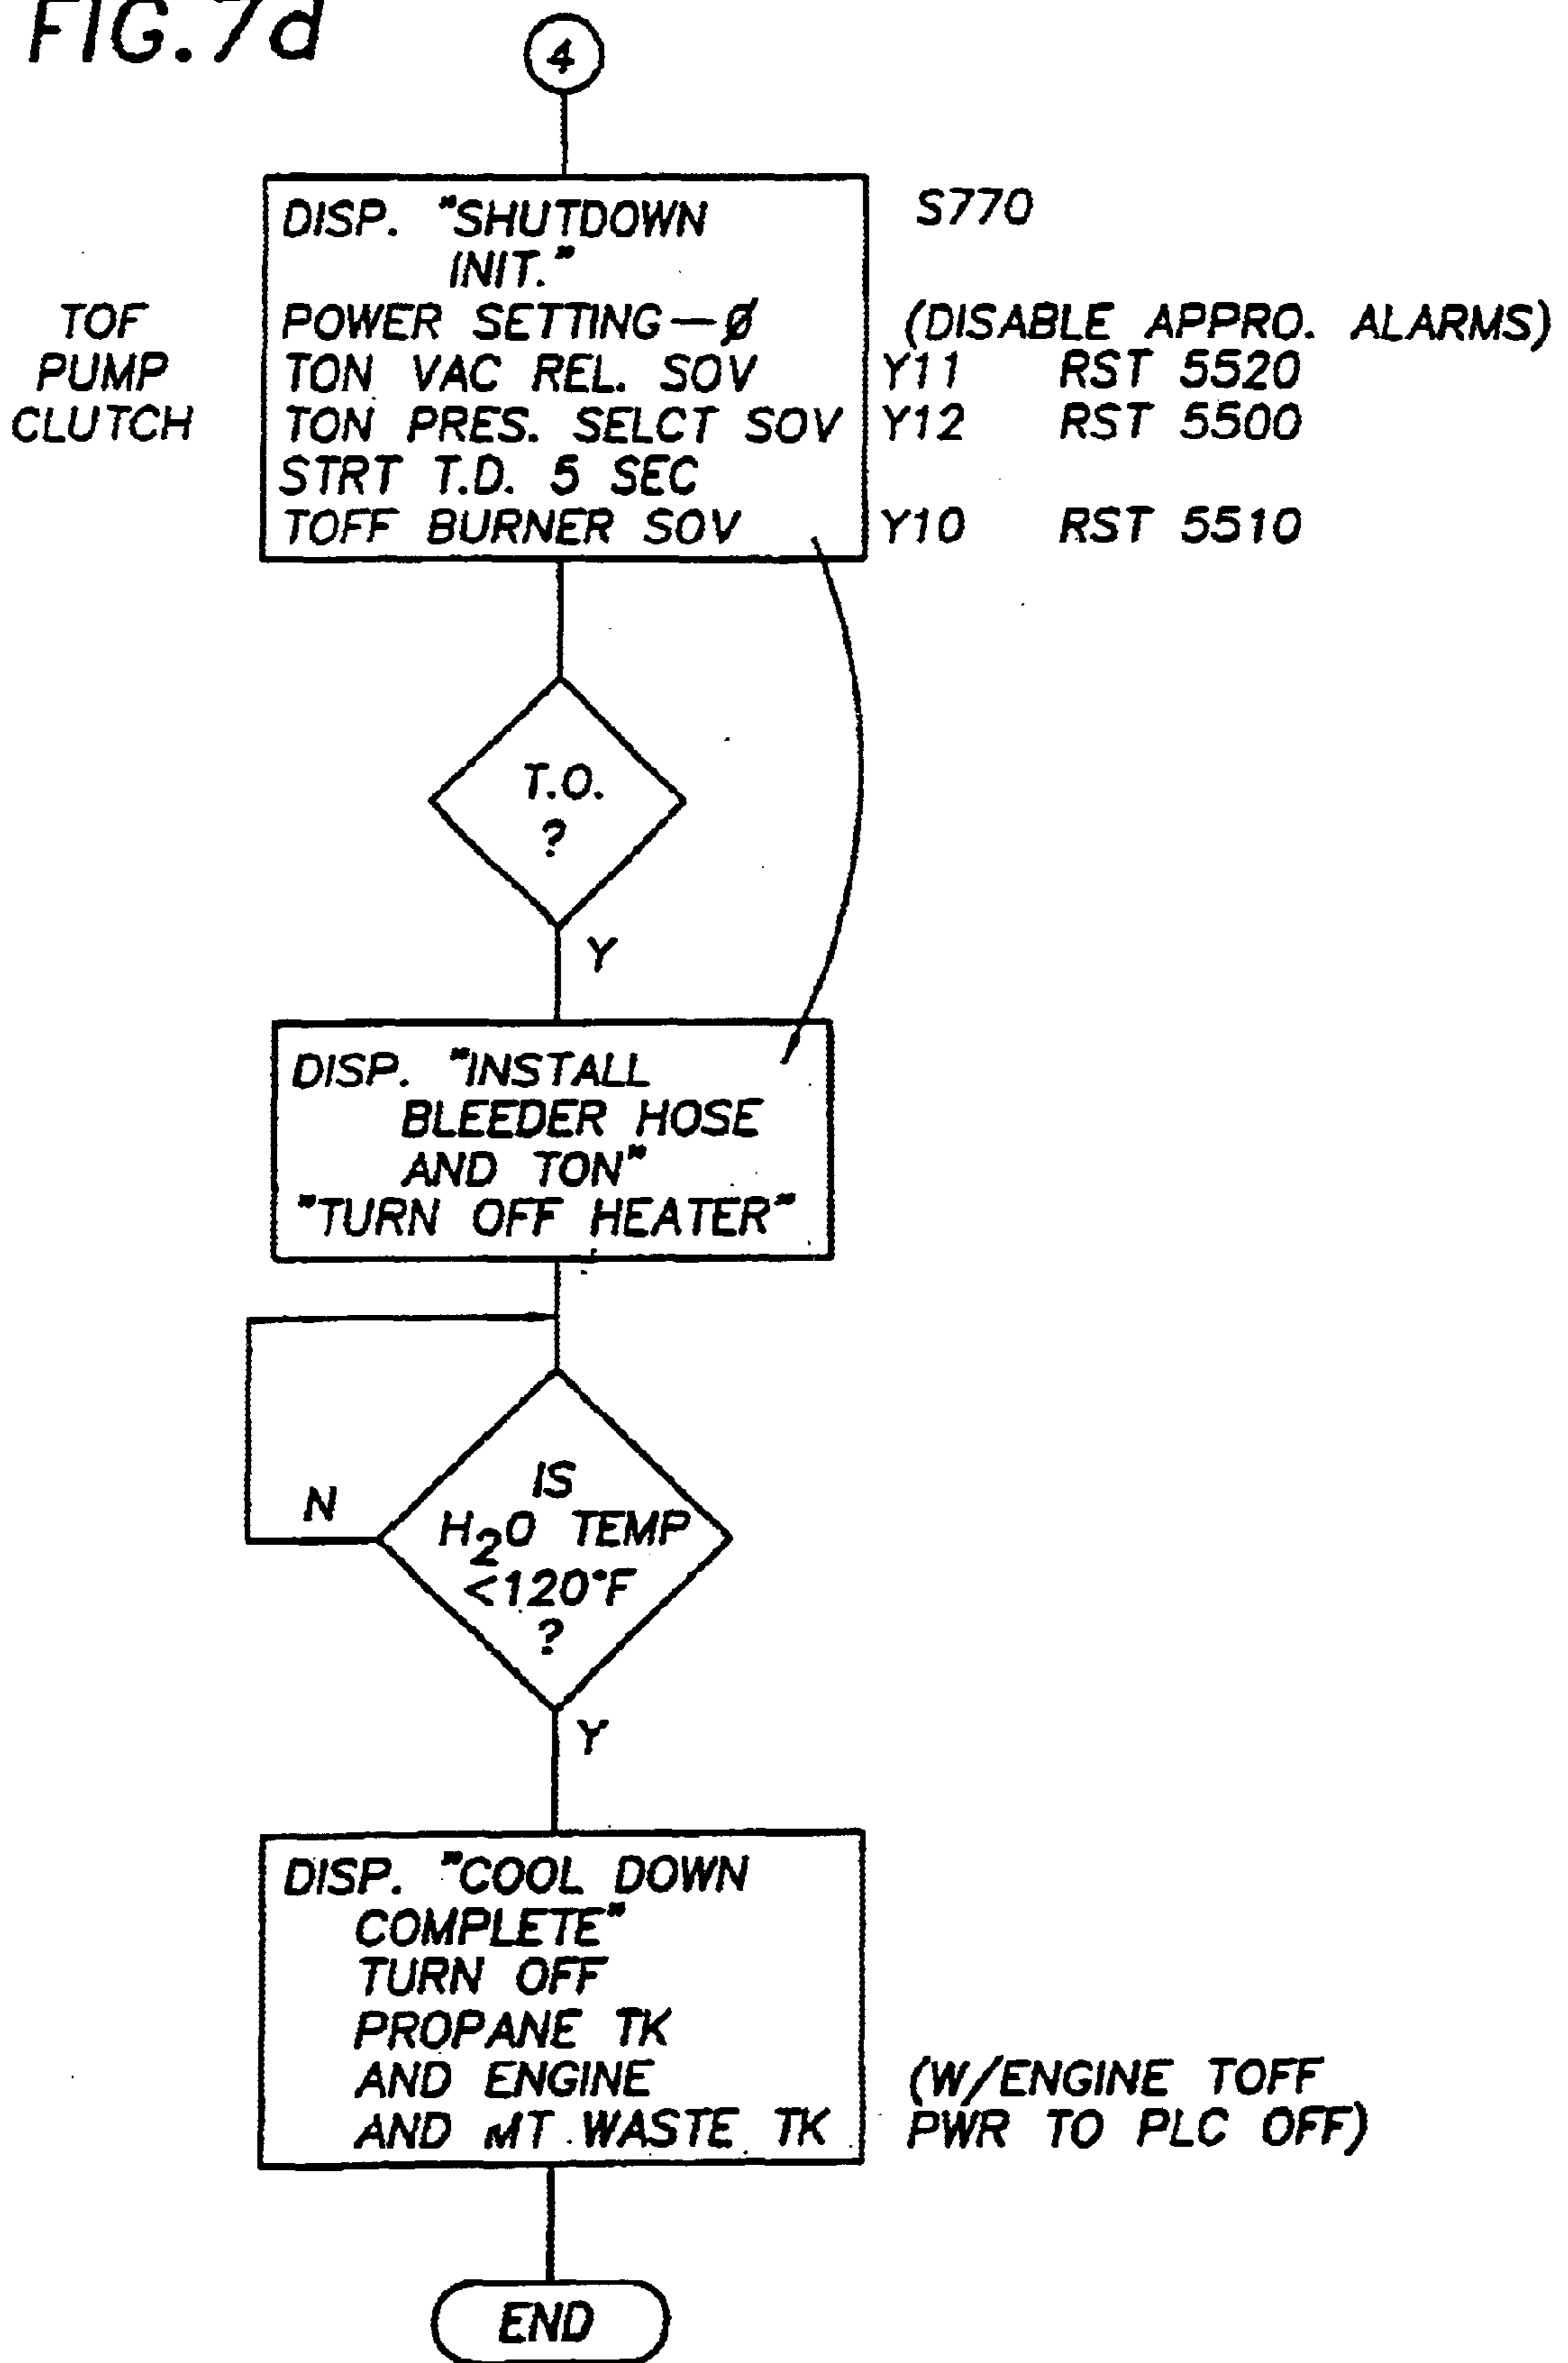 FIG.7d
4
DISP. "SHUTDOWN
INIT."
S770
TOF
PUMP
CLUTCH
POWER SETTING—Ø
(DISABLE APPRO. ALARMS)
TON VAC REL. SOV
Y11 RST 5520
TON PRES. SELCT SOV
Y12 RST 5500
STRT T.D. 5 SEC
TOFF BURNER SOV
Y10 RST 5510
T.O.
?
Y
DISP. "INSTALL
BLEEDER HOSE
AND TON"
"TURN OFF HEATER"
IS
H2O TEMP
<120°F
?
N
Y
DISP. "COOL DOWN
COMPLETE"
TURN OFF
PROPANE TK
AND ENGINE
AND MT WASTE TK
(W/ENGINE TOFF
PWR TO PLC OFF)
END